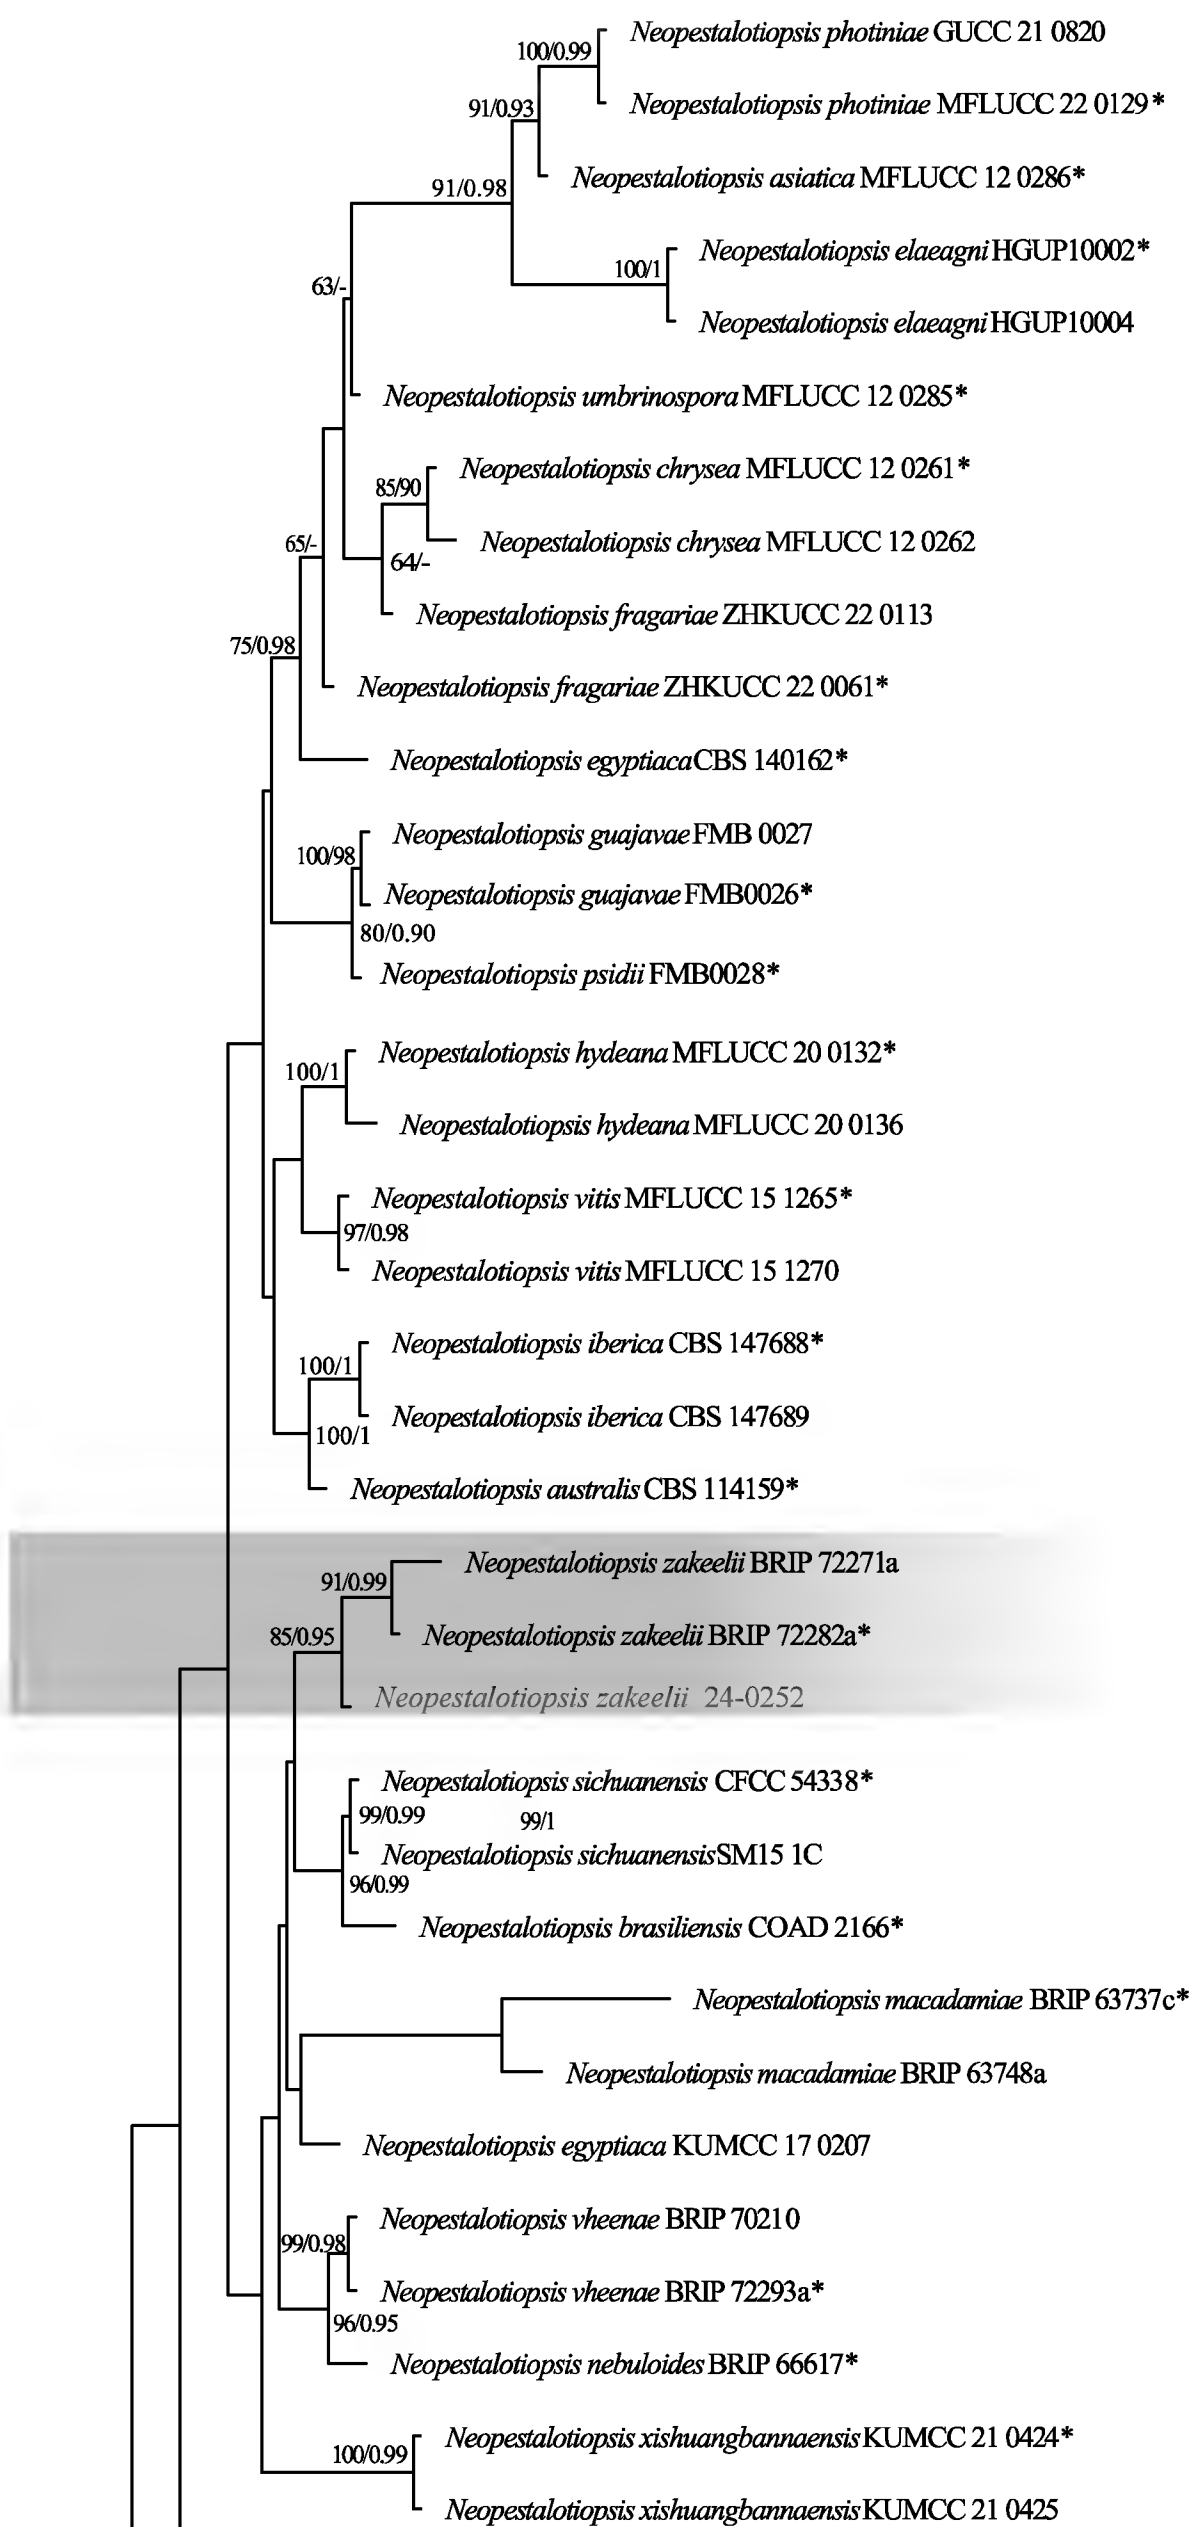 Neopestalotiopsis photiniae GUCC 21 0820
100/0.99
Neopestalotiopsis photiniae MFLUCC 22 0129*
91/0.93
Neopestalotiopsis asiatica MFLUCC 12 0286*
91/0.98
Neopestalotiopsis elaeagni HGUP10002*
100/1
63/-
Neopestalotiopsis elaeagni HGUP10004
Neopestalotiopsis umbrinospora MFLUCC 12 0285*
Neopestalotiopsis chrysea MFLUCC 12 0261*
85/90
Neopestalotiopsis chrysea MFLUCC 12 0262
65/-
64/-
Neopestalotiopsis fragariae ZHKUCC 22 0113
75/0.98
Neopestalotiopsis fragariae ZHKUCC 22 0061*
Neopestalotiopsis egyptiaca CBS 140162*
Neopestalotiopsis guajavae FMB 0027
100/98
Neopestalotiopsis guajavae FMB0026*
80/0.90
Neopestalotiopsis psidii FMB0028*
Neopestalotiopsis hydeana MFLUCC 20 0132*
100/1
Neopestalotiopsis hydeana MFLUCC 20 0136
Neopestalotiopsis vitis MFLUCC 15 1265*
97/0.98
Neopestalotiopsis vitis MFLUCC 15 1270
Neopestalotiopsis iberica CBS 147688*
100/1
Neopestalotiopsis iberica CBS 147689
100/1
Neopestalotiopsis australis CBS 114159*
Neopestalotiopsis zakeelii BRIP 72271a
91/0.99
Neopestalotiopsis zakeelii BRIP 72282a*
85/0.95
Neopestalotiopsis zakeelii 24-0252
Neopestalotiopsis sichuanensis CFCC 54338*
99/0.99
99/1
Neopestalotiopsis sichuanensis SM15 1C
96/0.99
Neopestalotiopsis brasiliensis COAD 2166*
Neopestalotiopsis macadamiae BRIP 63737c*
Neopestalotiopsis macadamiae BRIP 63748a
Neopestalotiopsis egyptiaca KUMCC 17 0207
Neopestalotiopsis vheenae BRIP 70210
99/0.98
Neopestalotiopsis vheenae BRIP 72293a*
96/0.95
Neopestalotiopsis nebuloides BRIP 66617*
Neopestalotiopsis xishuangbannaensis KUMCC 21 0424*
100/0.99
Neopestalotiopsis xishuangbannaensis KUMCC 21 0425